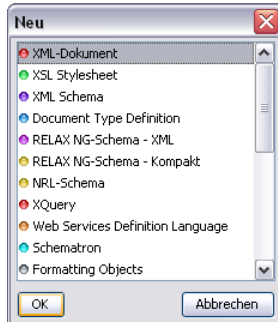 Neu
XML-Dokument
XSL Stylesheet
XML Schema
Document Type Definition
RELAX NG-Schema - XML
RELAX NG-Schema - Kompakt
NRL-Schema
XQuery
Web Services Definition Language
Schematron
Formatting Objects
OK
Abbrechen